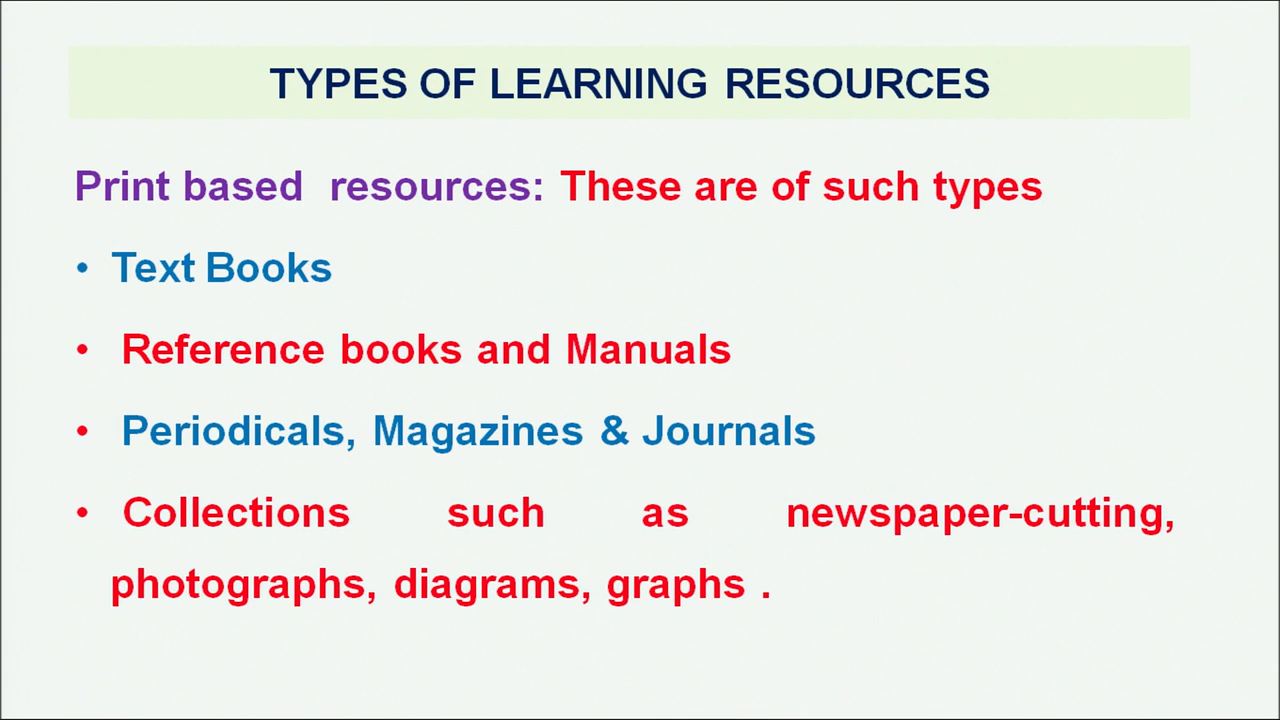 TYPES OF LEARNING RESOURCES
Print based resources: These are of such types
• Text Books
• Reference books and Manuals
• Periodicals, Magazines & Journals
• Collections such as newspaper-cutting,
photographs, diagrams, graphs .